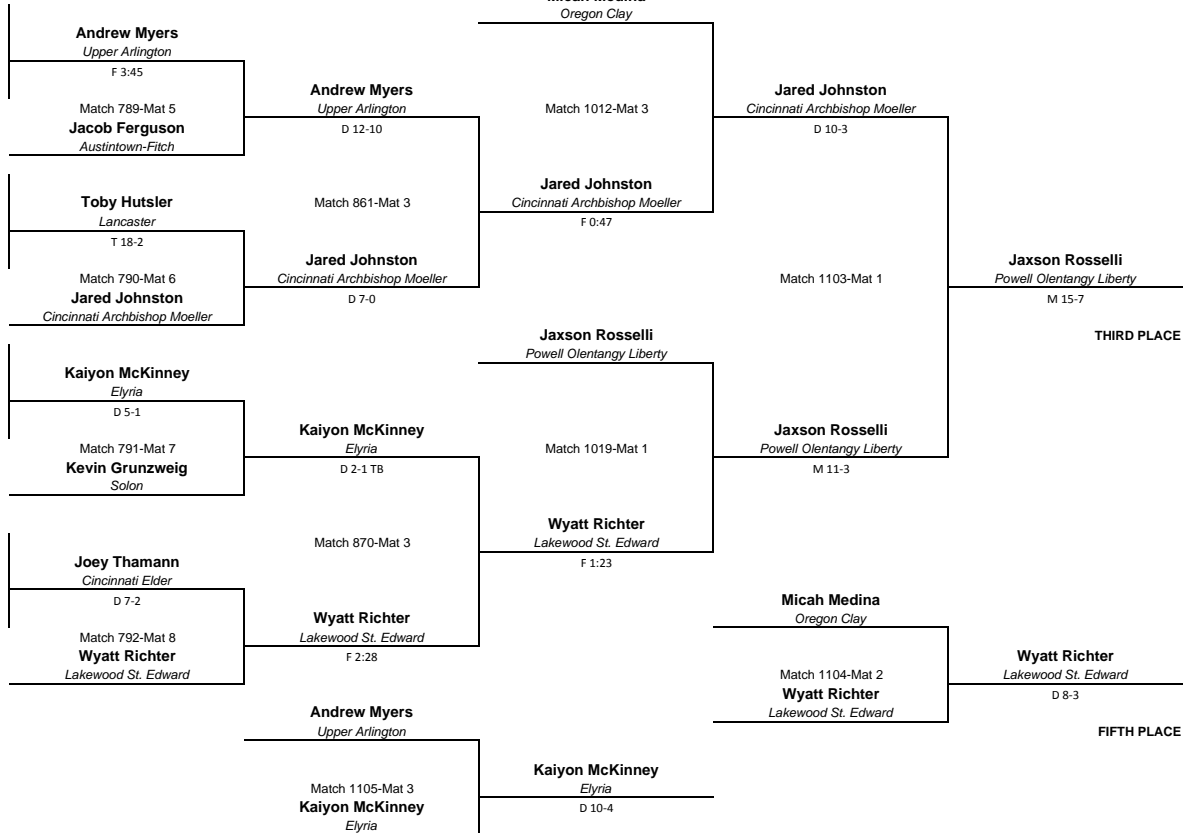 Micah Medina
Oregon Clay
Andrew Myers
Upper Arlington
F 3:45
Match 789-Mat 5
Jacob Ferguson
Austintown-Fitch
Andrew Myers
Upper Arlington
D 12-10
Match 1012-Mat 3
Jared Johnston
Cincinnati Archbishop Moeller
D 10-3
Toby Hutsler
Lancaster
T 18-2
Match 790-Mat 6
Jared Johnston
Cincinnati Archbishop Moeller
Match 861-Mat 3
Jared Johnston
Cincinnati Archbishop Moeller
D 7-0
Jared Johnston
Cincinnati Archbishop Moeller
F 0:47
Match 1103-Mat 1
Jaxson Rosselli
Powell Olentangy Liberty
M 15-7
THIRD PLACE
Jaxson Rosselli
Powell Olentangy Liberty
Kaiyon McKinney
Elyria
D 5-1
Match 791-Mat 7
Kevin Grunzweig
Solon
Kaiyon McKinney
Elyria
D 2-1 TB
Match 1019-Mat 1
Jaxson Rosselli
Powell Olentangy Liberty
M 11-3
Joey Thamann
Cincinnati Elder
D 7-2
Match 792-Mat 8
Wyatt Richter
Lakewood St. Edward
Match 870-Mat 3
Wyatt Richter
Lakewood St. Edward
F 2:28
Wyatt Richter
Lakewood St. Edward
F 1:23
Micah Medina
Oregon Clay
Match 1104-Mat 2
Wyatt Richter
Lakewood St. Edward
Wyatt Richter
Lakewood St. Edward
D 8-3
FIFTH PLACE
Andrew Myers
Upper Arlington
Match 1105-Mat 3
Kaiyon McKinney
Elyria
Kaiyon McKinney
Elyria
D 10-4